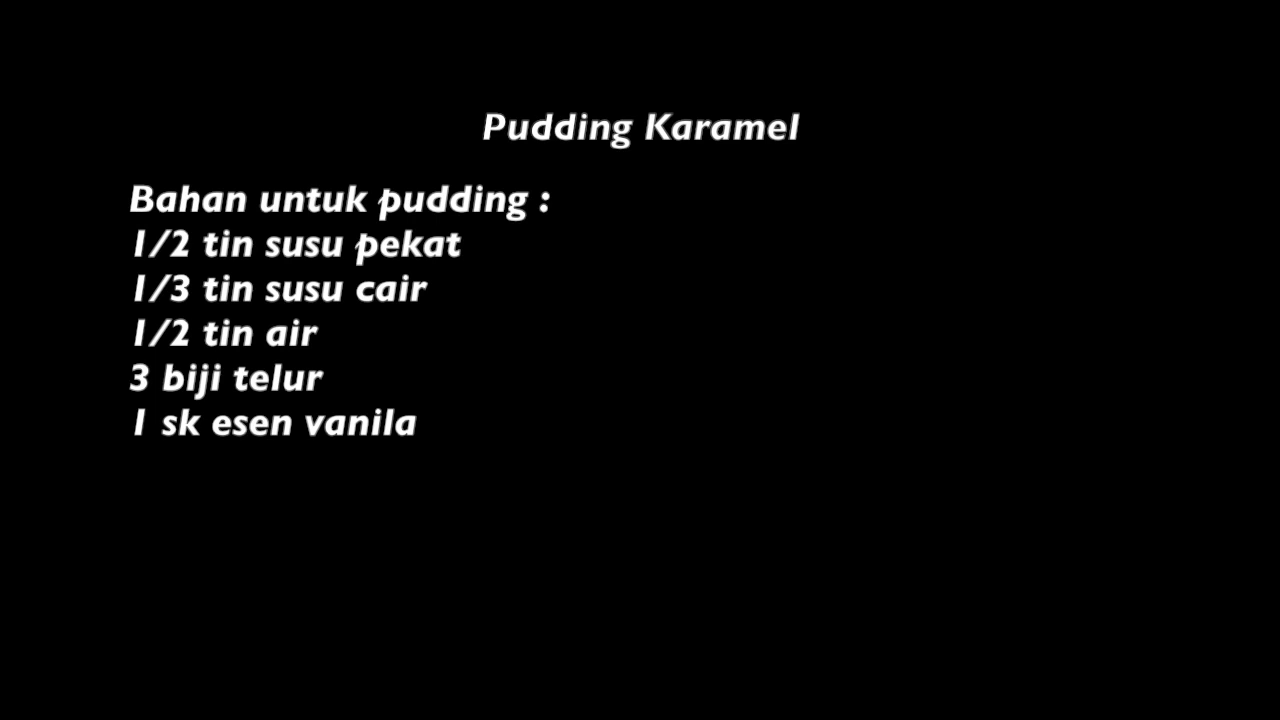 Pudding Karamel
Bahan untuk pudding :
1/2 tin susu pekat
1/3 tin susu cair
1/2 tin air
3 biji telur
1 sk esen vanila